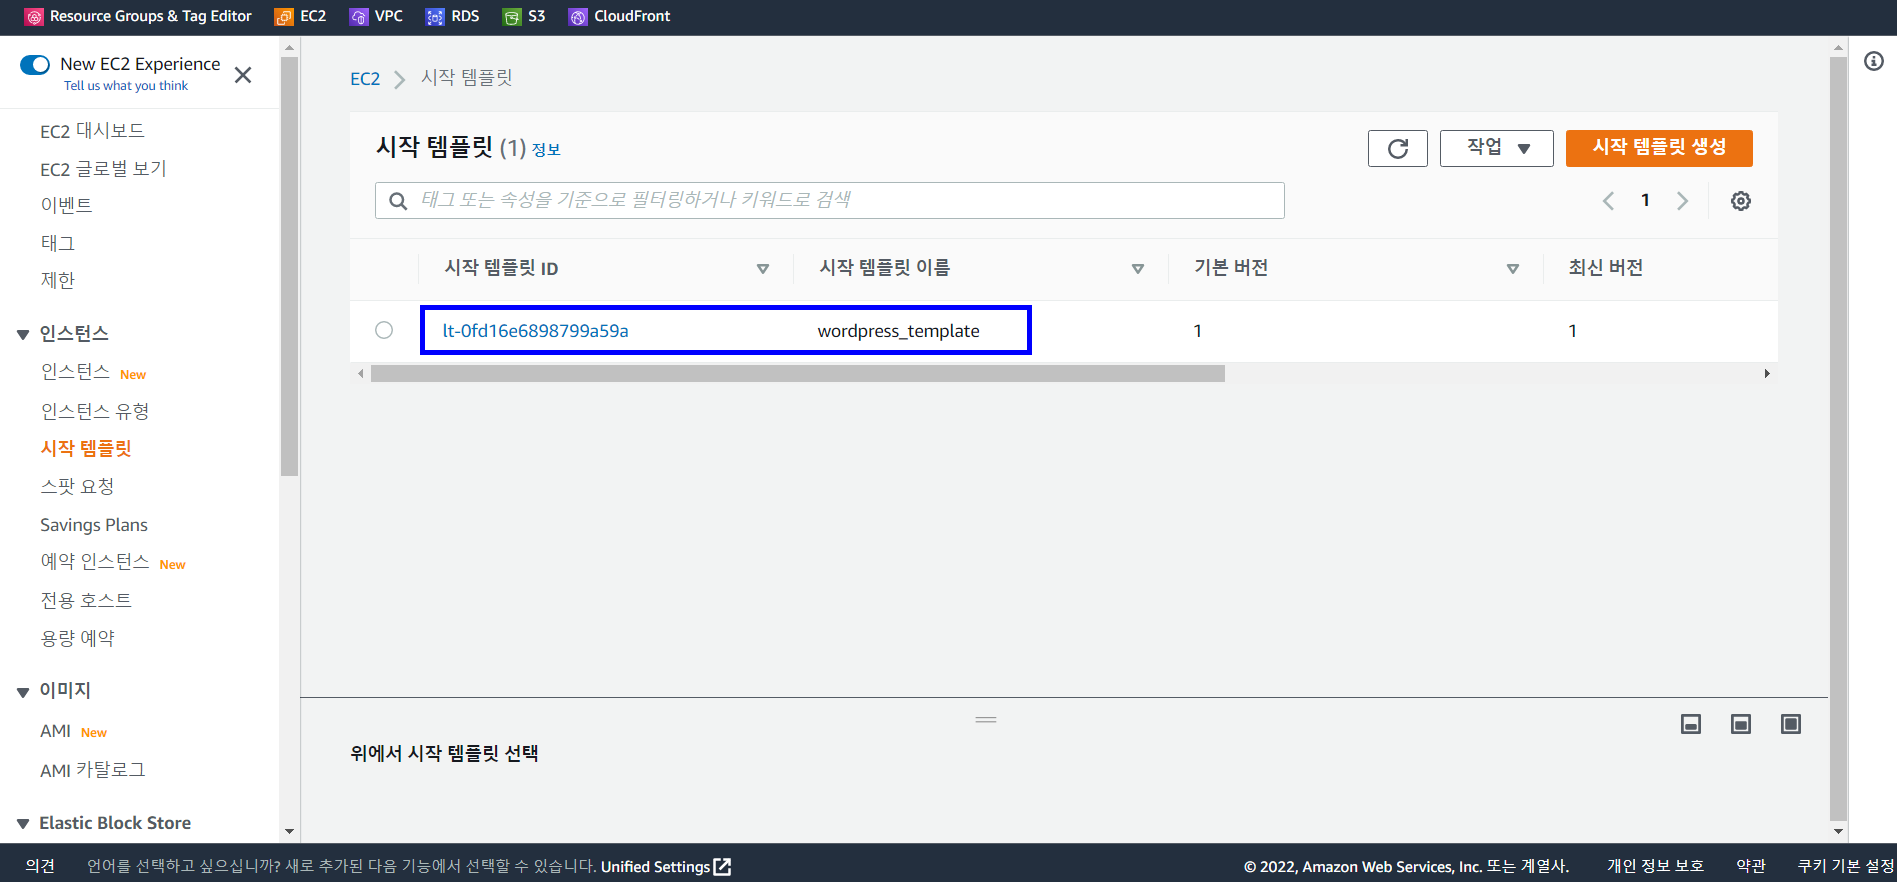 Resource Groups & Tag Editor EC2 VPC RDS S3 CloudFront
New EC2 Experience
Tell us what you think
EC2 대시보드
EC2 글로벌 보기
이벤트
태그
제한
인스턴스
인스턴스 New
인스턴스 유형
시작 템플릿
스팟 요청
Savings Plans
예약 인스턴스 New
전용 호스트
용량 예약
이미지
AMI New
AMI 카탈로그
Elastic Block Store
EC2 시작 템플릿
시작 템플릿 (1) 정보
작업
시작 템플릿 생성
태그 또는 속성을 기준으로 필터링하거나 키워드로 검색
1
시작 템플릿 ID 시작 템플릿 이름 기본 버전 최신 버전
lt-0fd16e6898799a59a wordpress_template 1 1
위에서 시작 템플릿 선택
의견 언어를 선택하고 싶으십니까? 새로 추가된 다음 기능에서 선택할 수 있습니다. Unified Settings © 2022, Amazon Web Services, Inc. 또는 계열사. 개인 정보 보호 약관 쿠키 기본 설정